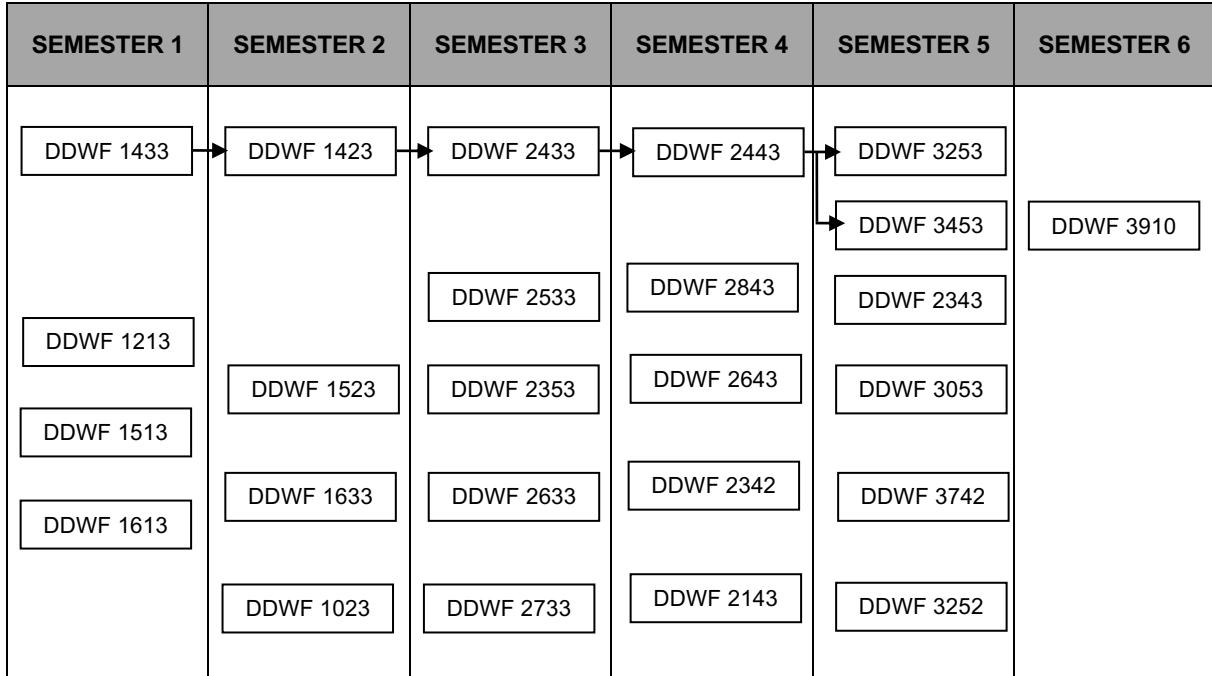 SEMESTER 1 SEMESTER 2 SEMESTER 3 SEMESTER 4 SEMESTER 5 SEMESTER 6
DDWF 1433 DDWF 1423 DDWF 2433 DDWF 2443 DDWF 3253
DDWF 3453 DDWF 3910
DDWF 2533 DDWF 2843 DDWF 2343
DDWF 1213
DDWF 1523 DDWF 2353 DDWF 2643 DDWF 3053
DDWF 1513
DDWF 1633 DDWF 2633 DDWF 2342 DDWF 3742
DDWF 1613
DDWF 1023 DDWF 2733 DDWF 2143 DDWF 3252